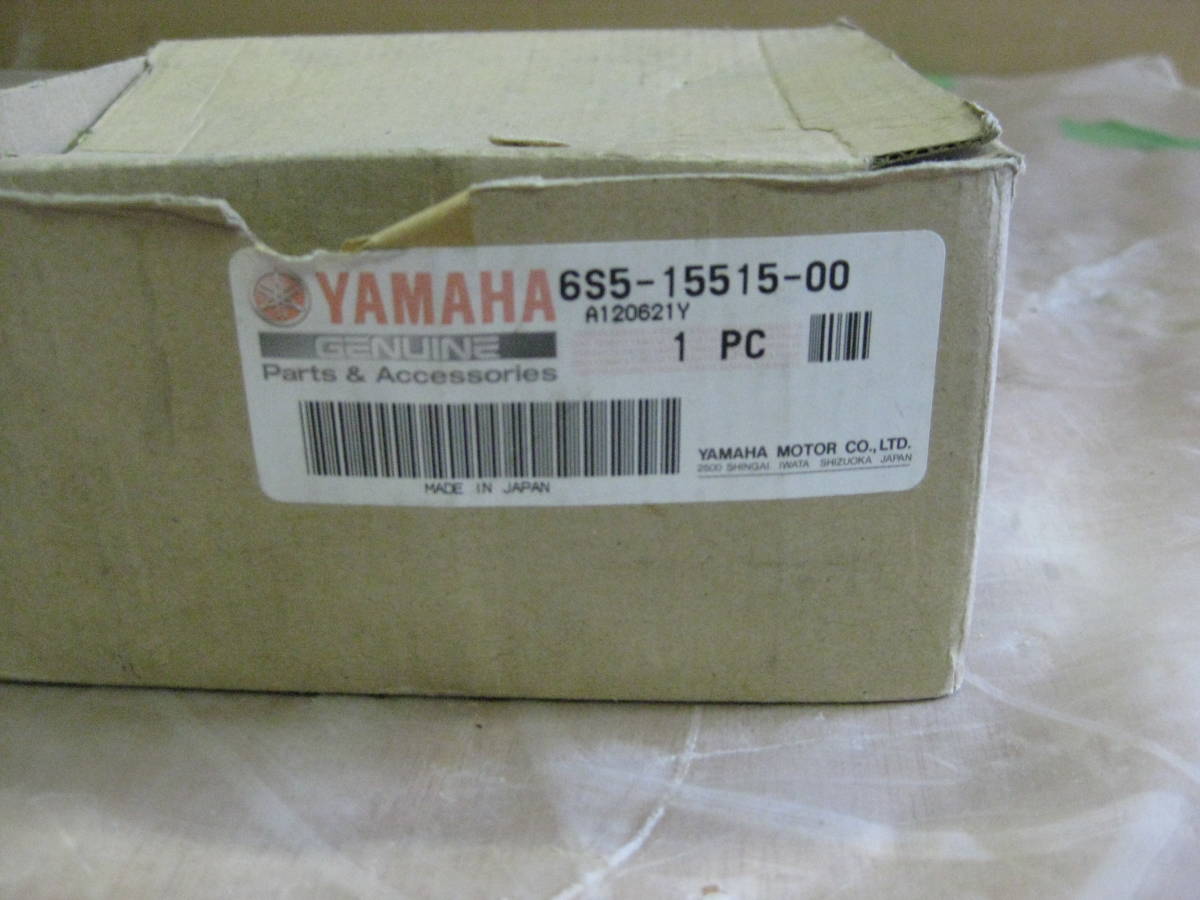 YAMAHA
GENUINE
Parts & Accessories
6S5-15515-00
A120621Y
1 PC
MADE IN JAPAN
YAMAHA MOTOR CO.,LTD.
2500 SHINGAI IWATA SHIZUOKA JAPAN